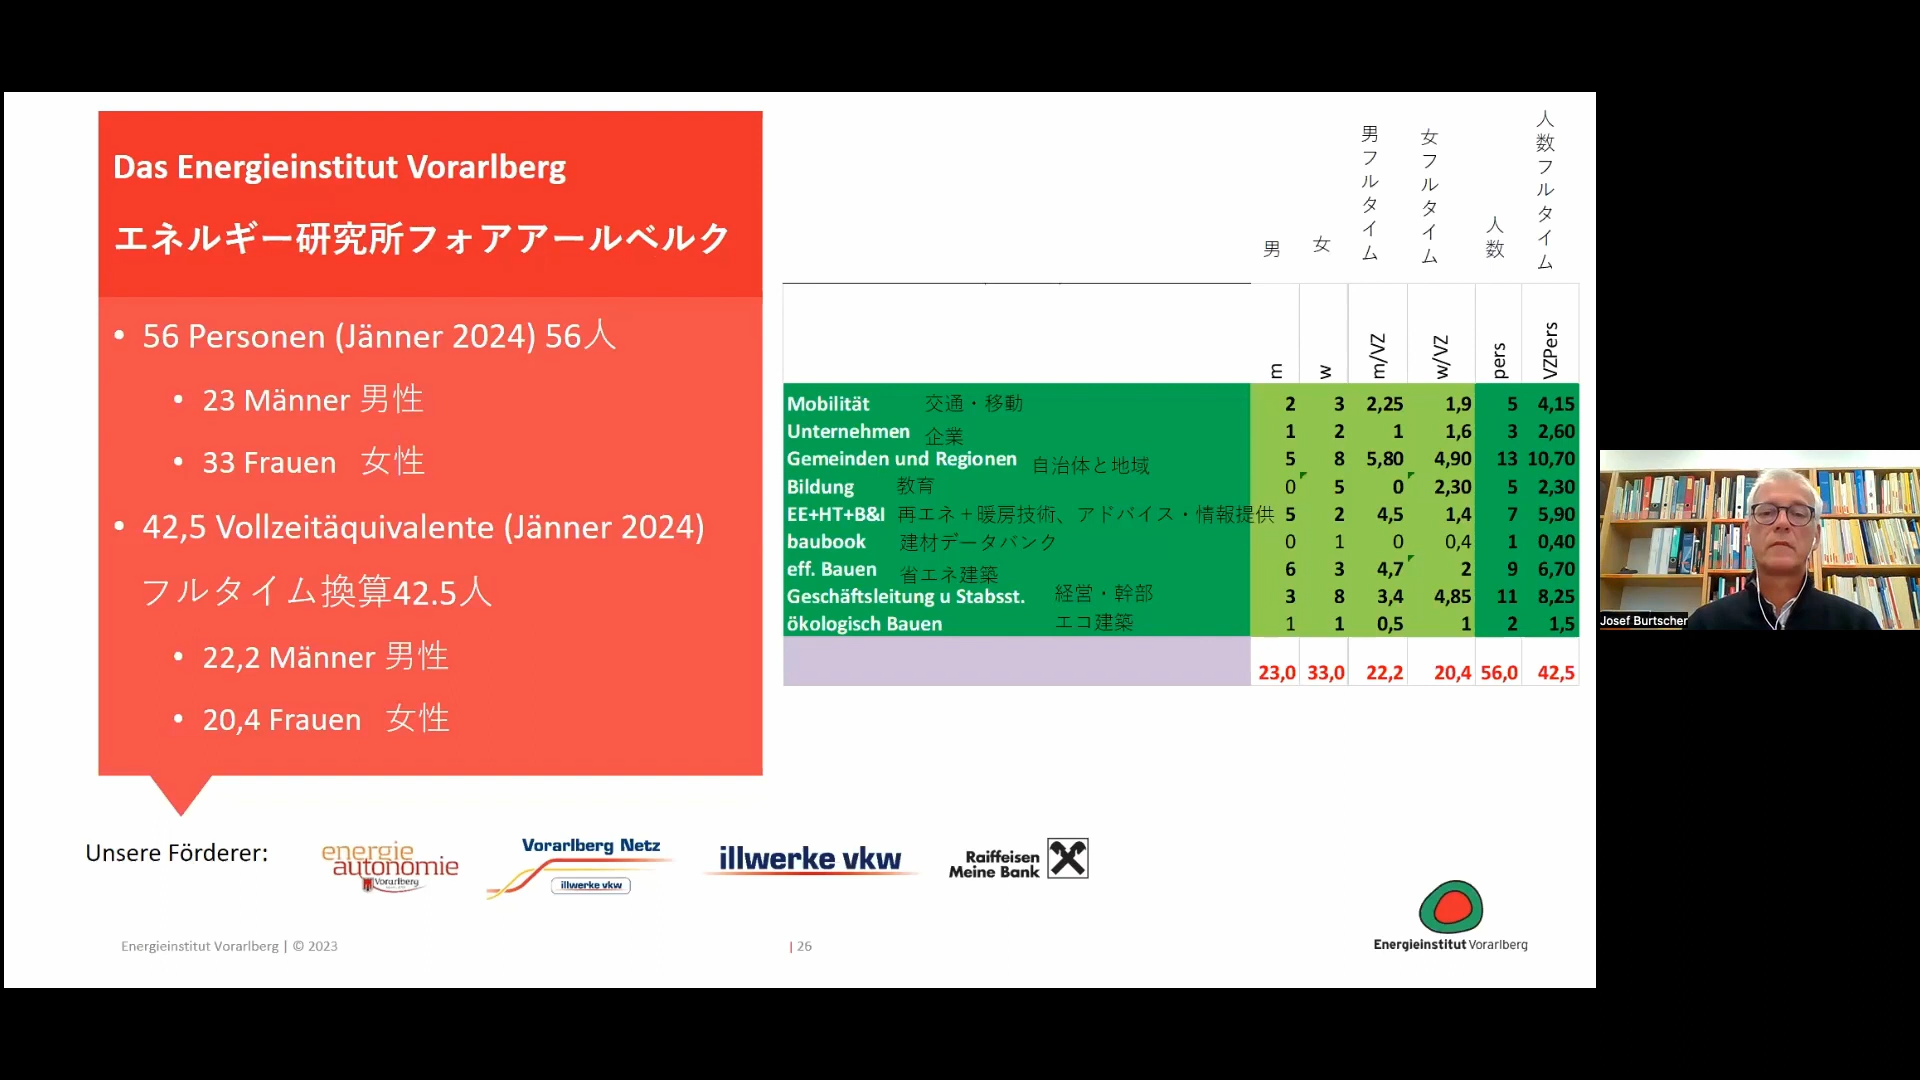 Das Energieinstitut Vorarlberg
エネルギー研究所フォアアールベルク
• 56 Personen (Jänner 2024) 56人
• 23 Männer 男性
• 33 Frauen 女性
• 42,5 Vollzeitäquivalente (Jänner 2024)
フルタイム換算42.5人
• 22,2 Männer 男性
• 20,4 Frauen 女性
男 女 男フルタイム 女フルタイム 人数 人数フルタイム
m w m/VZ w/VZ pers VZPers
Mobilität 交通・移動 2 3 2,25 1,9 5 4,15
Unternehmen 企業 1 2 1 1,6 3 2,60
Gemeinden und Regionen 自治体と地域 5 8 5,80 4,90 13 10,70
Bildung 教育 0 5 0 2,30 5 2,30
EE+HT+B&I 再エネ＋暖房技術、アドバイス・情報提供 5 2 4,5 1,4 7 5,90
baubook 建材データバンク 0 1 0 0,4 1 0,40
eff. Bauen 省エネ建築 6 3 4,7 2 9 6,70
Geschäftsleitung u Stabsst. 経営・幹部 3 8 3,4 4,85 11 8,25
ökologisch Bauen エコ建築 1 1 0,5 1 2 1,5
23,0 33,0 22,2 20,4 56,0 42,5
Josef Burtscher
Unsere Förderer:
energie autonomie Vorarlberg
Vorarlberg Netz
illwerke vkw
illwerke vkw
Raiffeisen
Meine Bank
Energieinstitut Vorarlberg
Energieinstitut Vorarlberg | © 2023
| 26